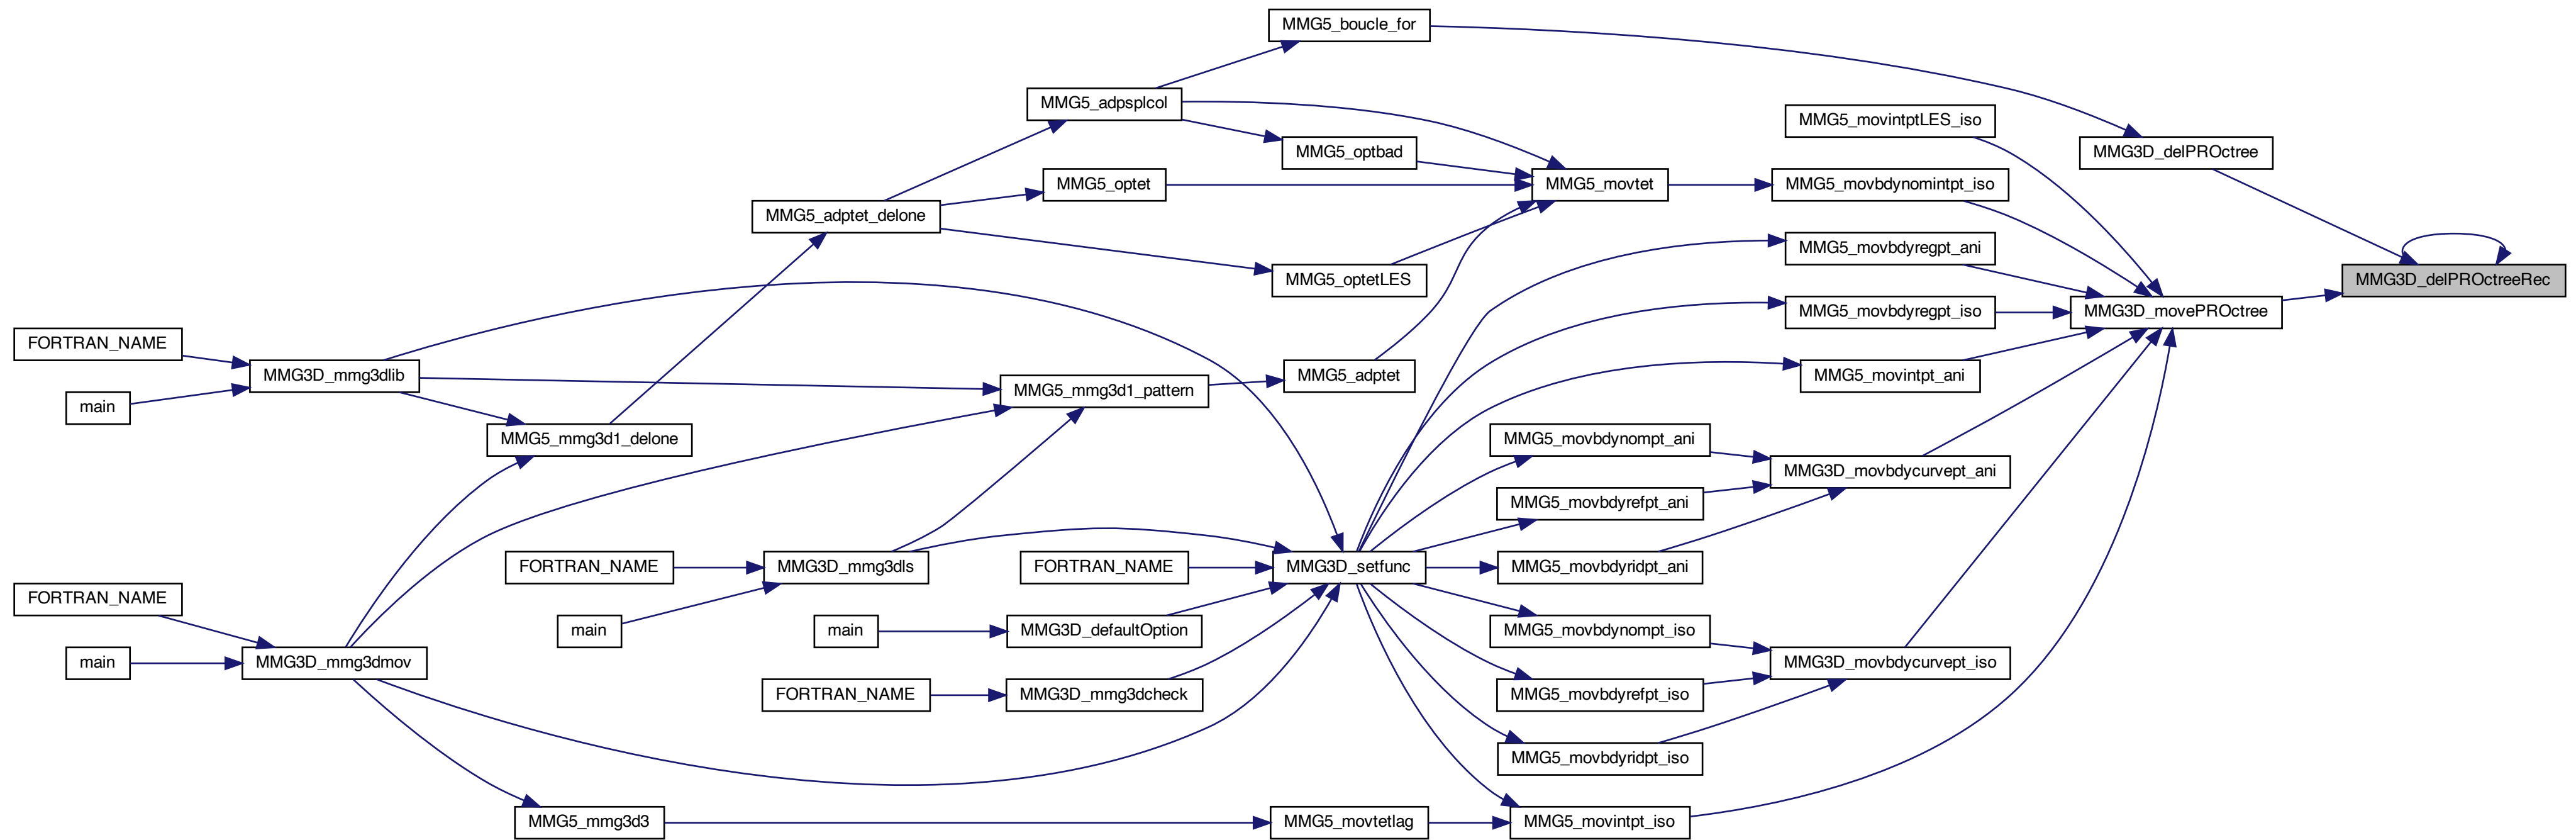 MMG5_boucle_for
MMG5_adpsplcol
MMG5_movintptLES_iso
MMG5_optbad
MMG3D_delPROctree
MMG5_optet
MMG5_movtet
MMG5_movbdynomintpt_iso
MMG5_adptet_delone
MMG5_movbdyregpt_ani
MMG5_optetLES
MMG3D_delPROctreeRec
MMG5_movbdyregpt_iso
MMG3D_movePROctree
FORTRAN_NAME
MMG3D_mmg3dlib
MMG5_adptet
MMG5_movintpt_ani
MMG5_mmg3d1_pattern
main
MMG5_mmg3d1_delone
MMG5_movbdynompt_ani
MMG3D_movbdycurvept_ani
MMG5_movbdyrefpt_ani
FORTRAN_NAME
MMG3D_mmg3dls
FORTRAN_NAME
MMG3D_setfunc
MMG5_movbdyridpt_ani
FORTRAN_NAME
main
main
MMG3D_defaultOption
MMG5_movbdynompt_iso
main
MMG3D_mmg3dmov
MMG3D_movbdycurvept_iso
FORTRAN_NAME
MMG3D_mmg3dcheck
MMG5_movbdyrefpt_iso
MMG5_movbdyridpt_iso
MMG5_mmg3d3
MMG5_movtetlag
MMG5_movintpt_iso